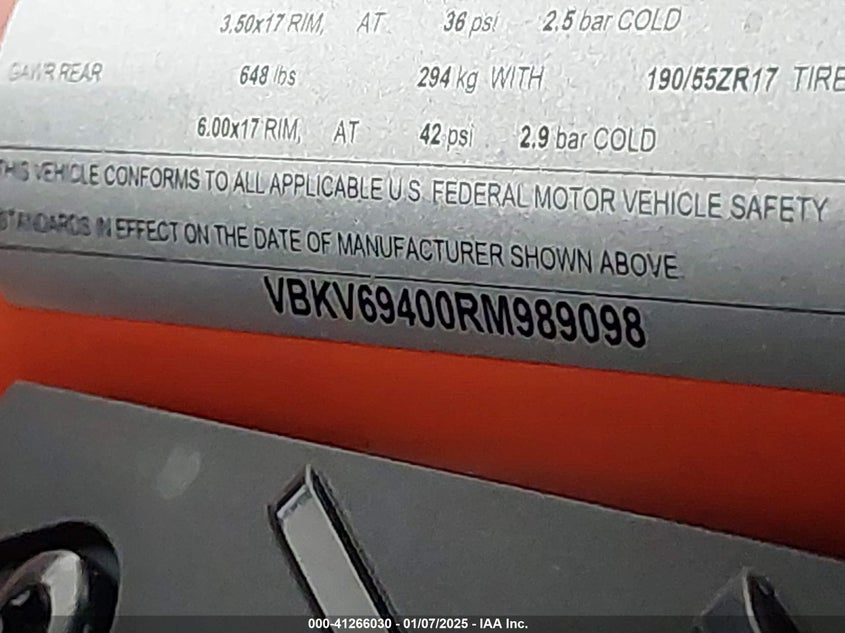 3.50x17 RIM, AT 36 psi 2.5 bar COLD
GAWR REAR 648 lbs 294 kg WITH 190/55ZR17 TIRE
6.00x17 RIM, AT 42 psi 2.9 bar COLD
THIS VEHICLE CONFORMS TO ALL APPLICABLE U.S. FEDERAL MOTOR VEHICLE SAFETY
STANDARDS IN EFFECT ON THE DATE OF MANUFACTURER SHOWN ABOVE.
VBKV69400RM989098
000-41266030 - 01/07/2025 - IAA Inc.